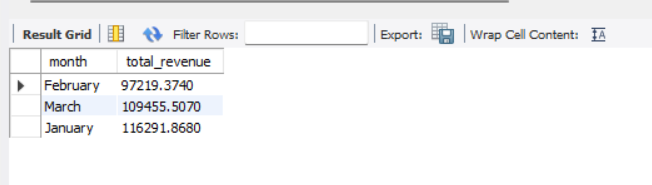 Result Grid Filter Rows: Export: Wrap Cell Content: IA
month total_revenue
February 97219.3740
March 109455.5070
January 116291.8680